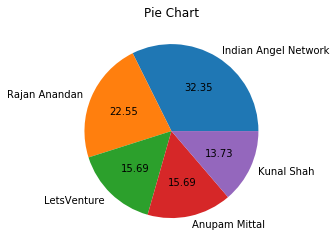 Pie Chart
Indian Angel Network
32.35
Rajan Anandan
22.55
LetsVenture
15.69
Anupam Mittal
15.69
Kunal Shah
13.73